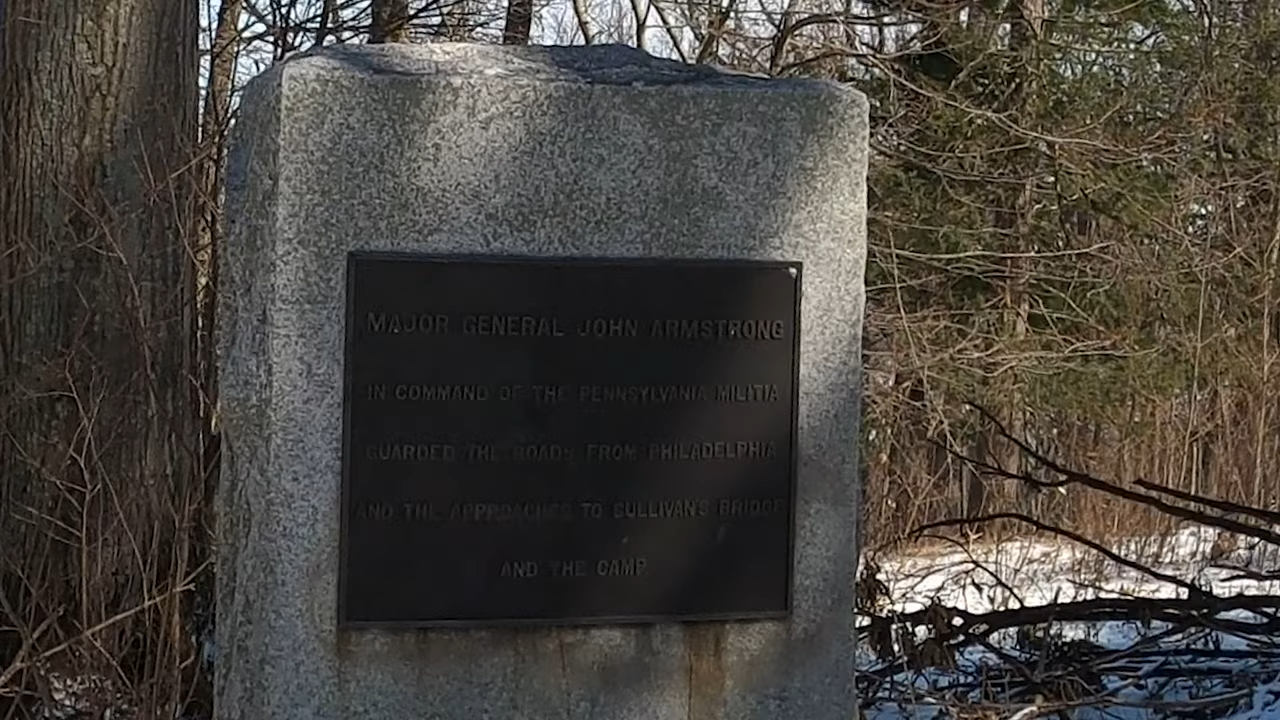 MAJOR GENERAL JOHN ARMSTRONG
IN COMMAND OF THE PENNSYLVANIA MILITIA
GUARDED THE ROADS FROM PHILADELPHIA
AND THE APPROACHES TO SULLIVAN'S BRIDGE
AND THE CAMP